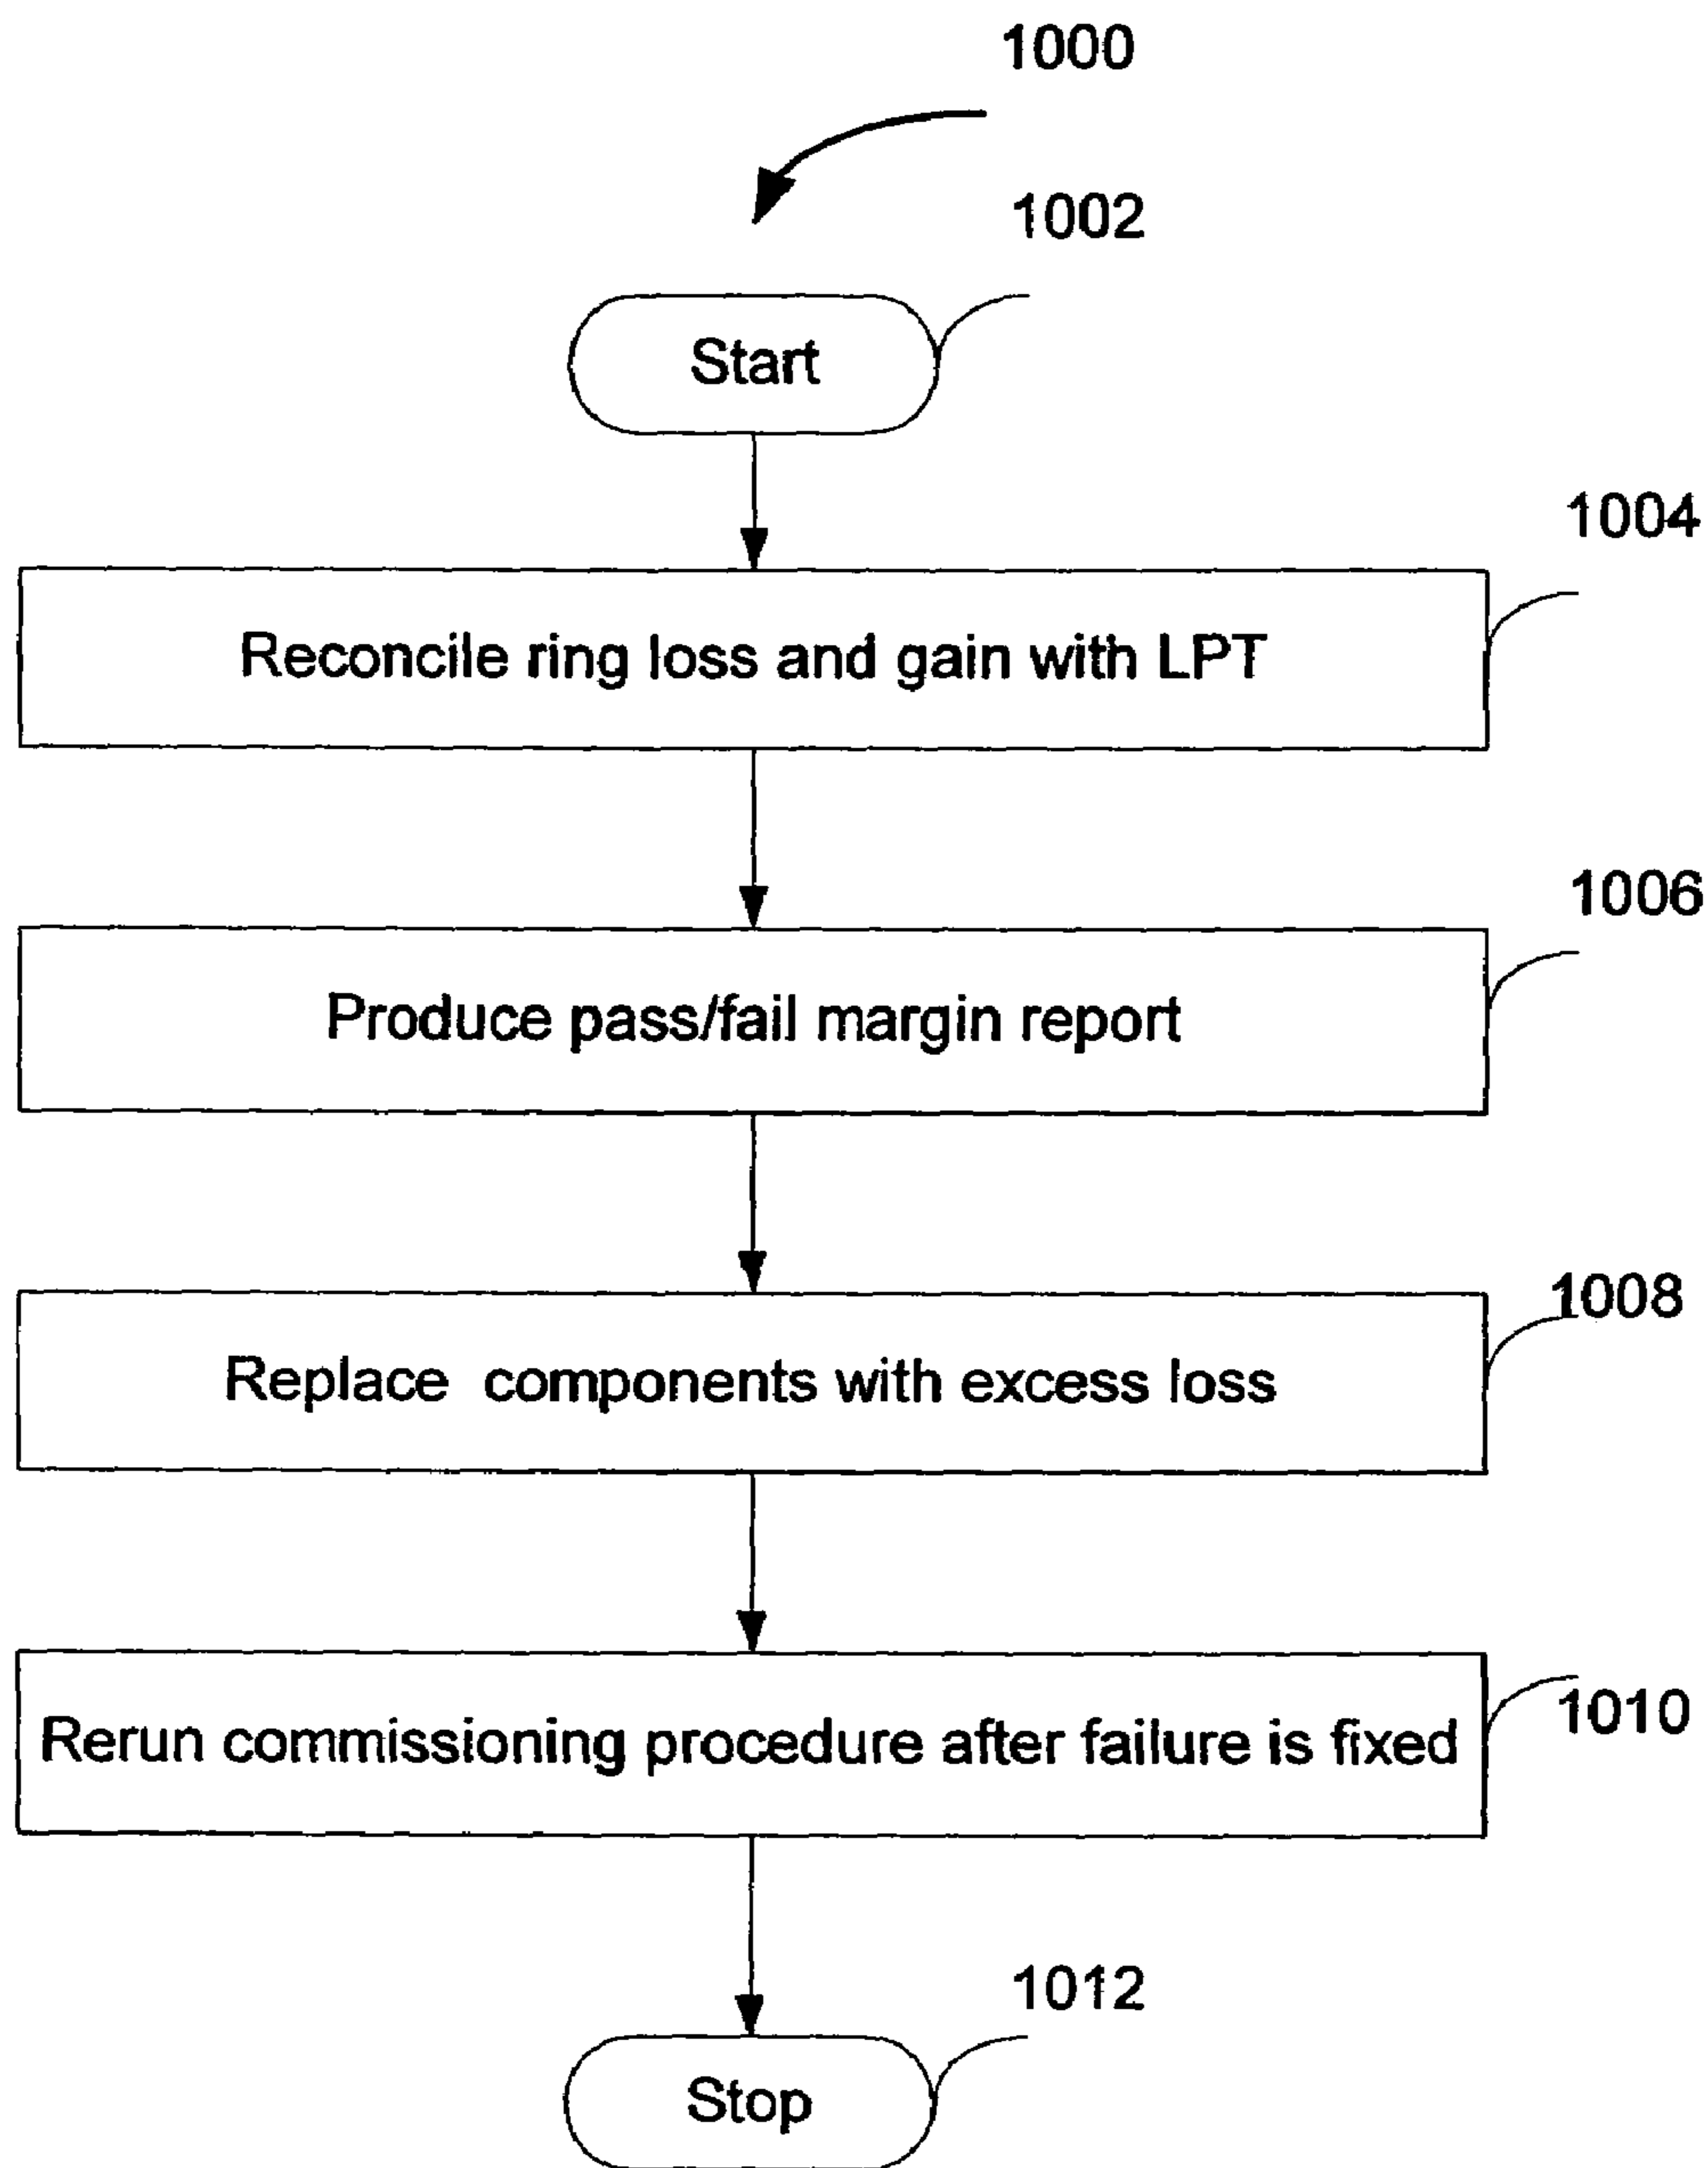 1000
1002
Start
1004
Reconcile ring loss and gain with LPT
1006
Produce pass/fail margin report
1008
Replace components with excess loss
1010
Rerun commissioning procedure after failure is fixed
1012
Stop